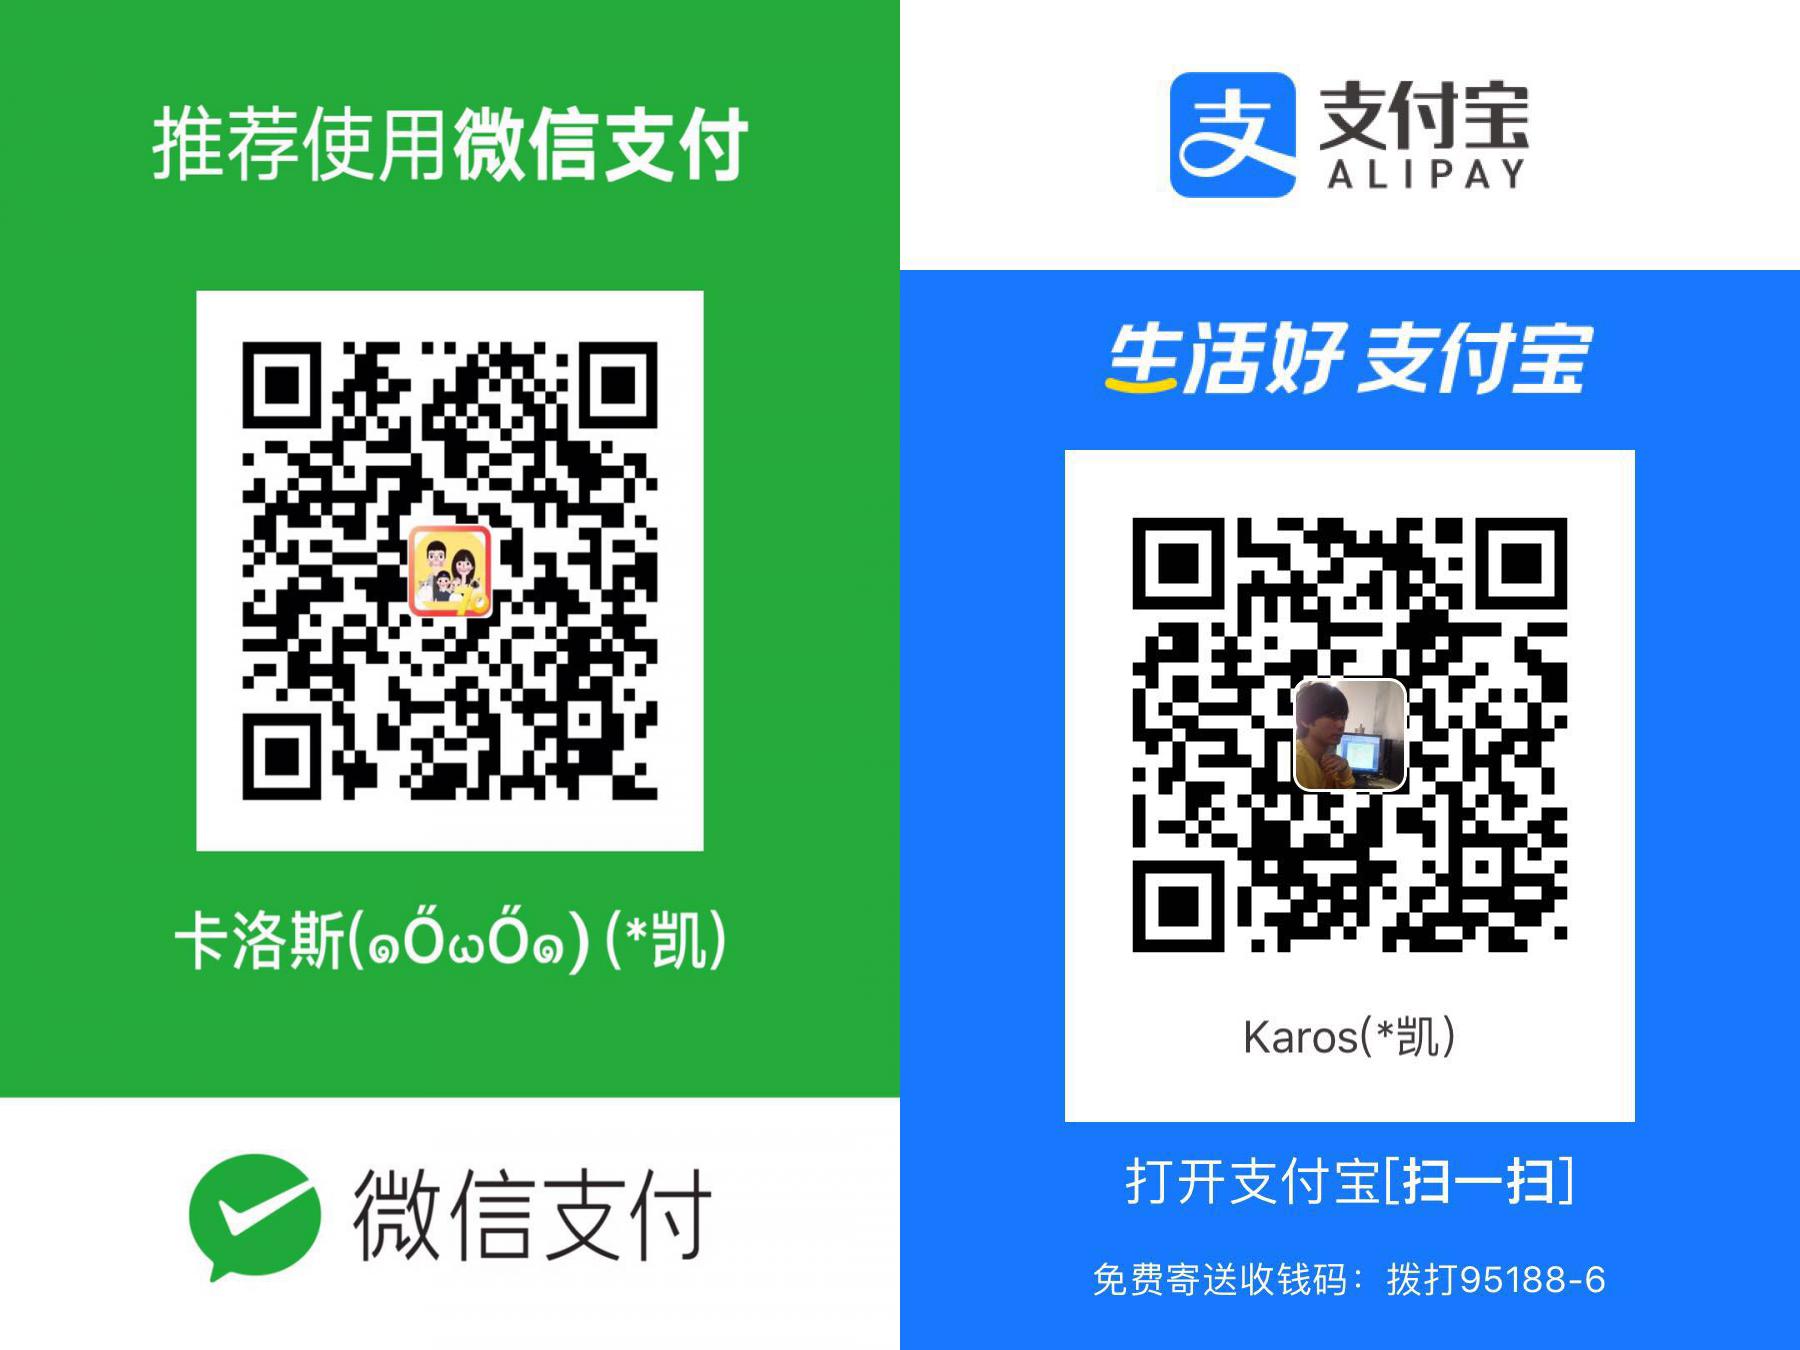 推荐使用微信支付
卡洛斯(๑ŐωŐ๑) (*凯)
微信支付
支付宝
ALIPAY
生活好 支付宝
Karos(*凯)
打开支付宝[扫一扫]
免费寄送收钱码：拨打95188-6